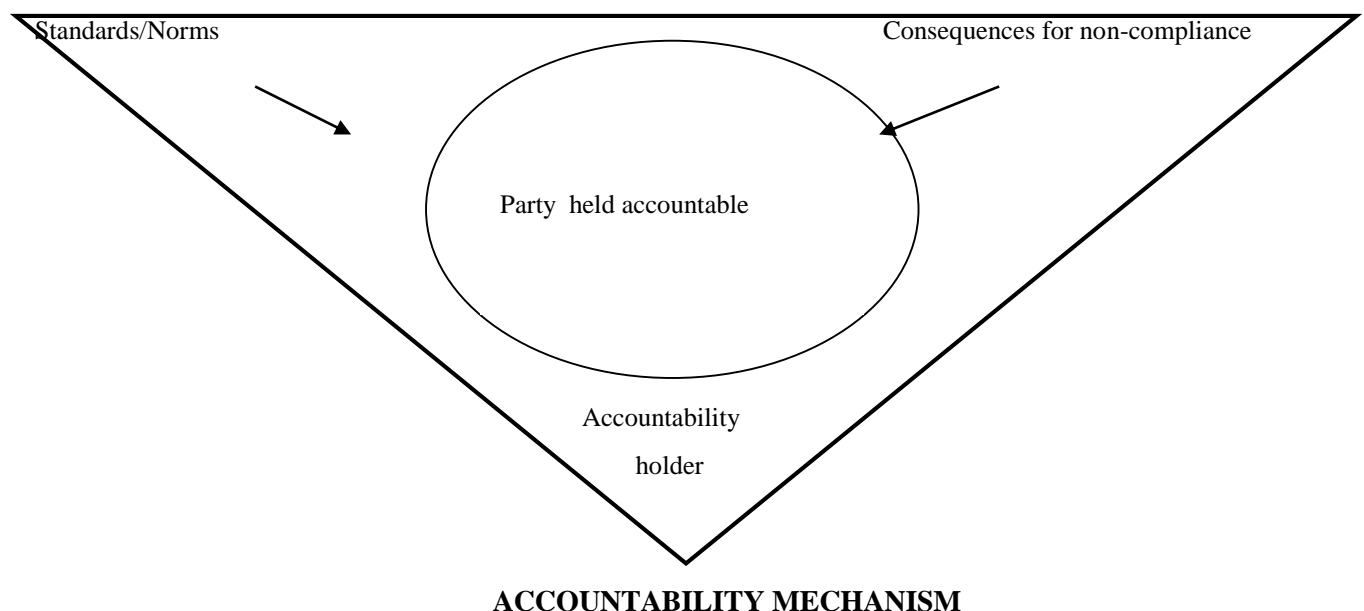 Standards/Norms
Consequences for non-compliance
Party held accountable
Accountability
holder
ACCOUNTABILITY MECHANISM